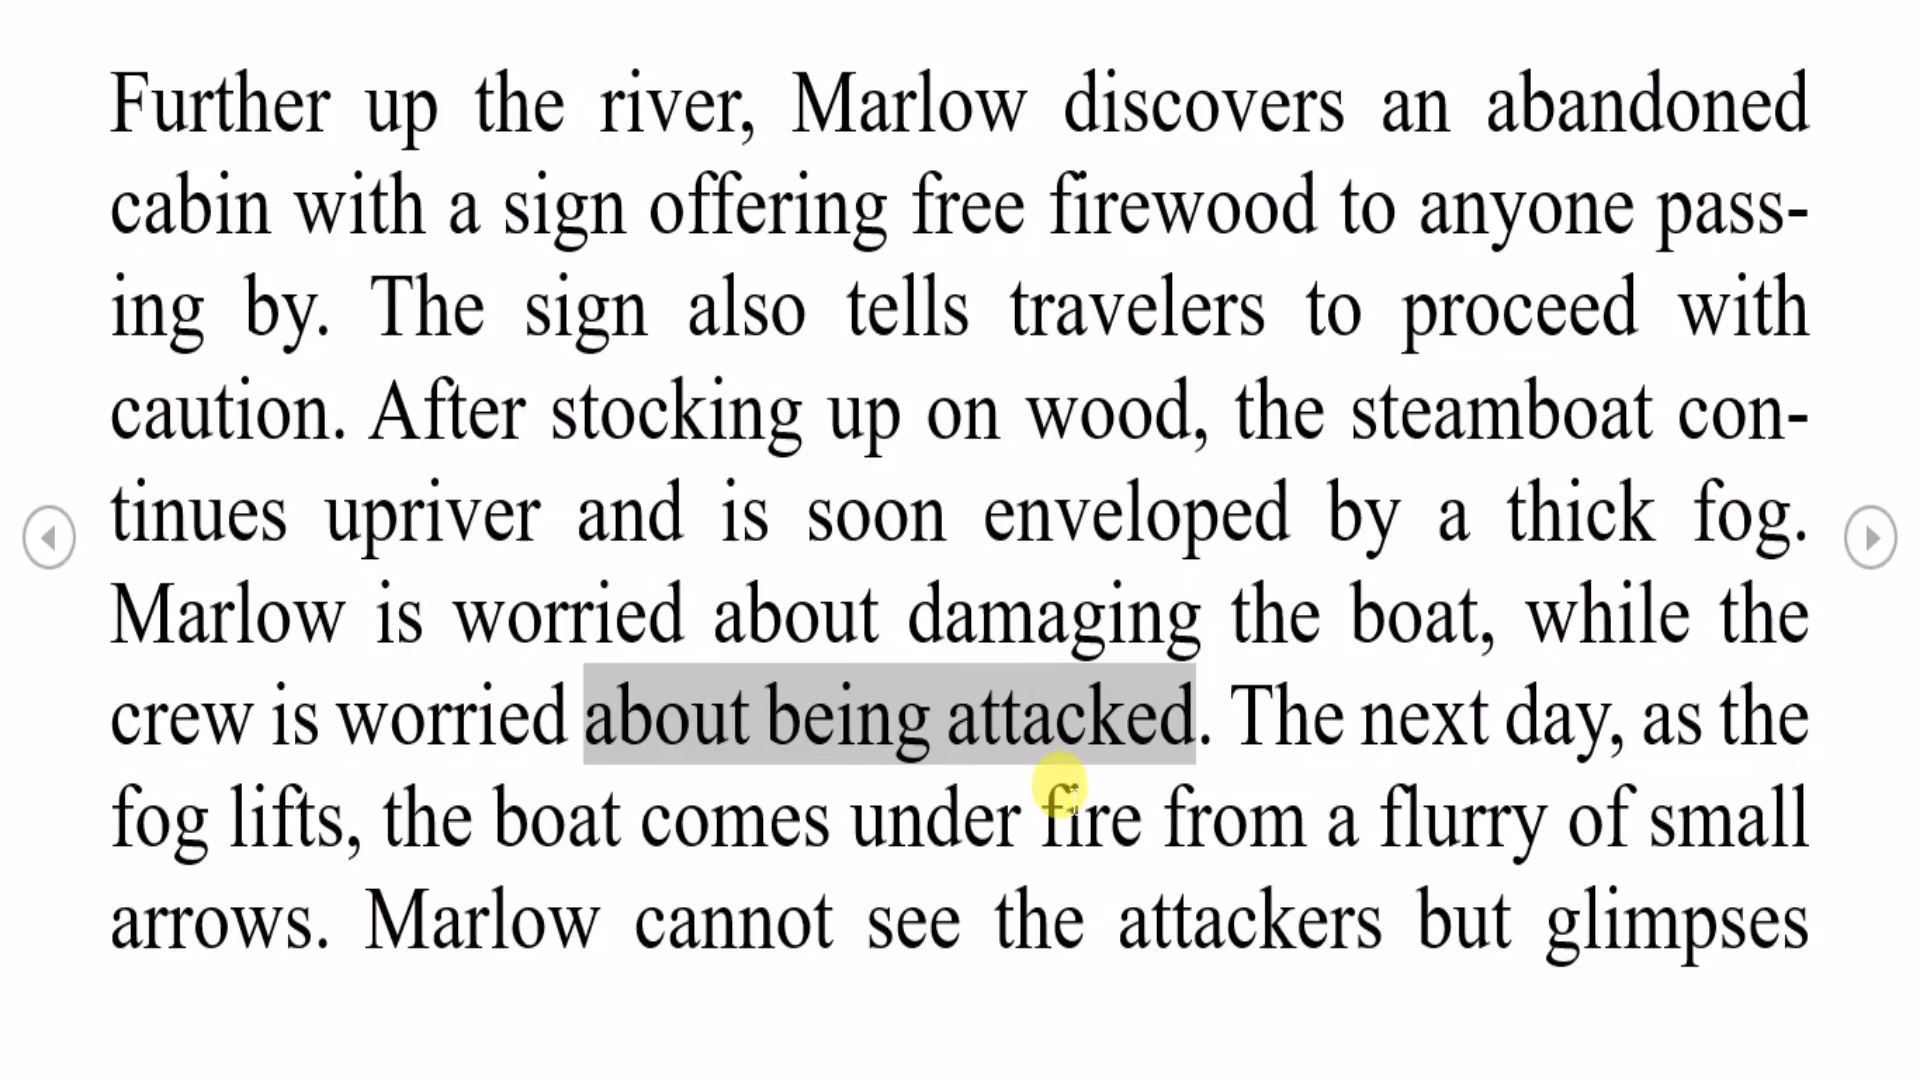 Further up the river, Marlow discovers an abandoned
cabin with a sign offering free firewood to anyone pass-
ing by. The sign also tells travelers to proceed with
caution. After stocking up on wood, the steamboat con-
tinues upriver and is soon enveloped by a thick fog.
Marlow is worried about damaging the boat, while the
crew is worried about being attacked. The next day, as the
fog lifts, the boat comes under fire from a flurry of small
arrows. Marlow cannot see the attackers but glimpses